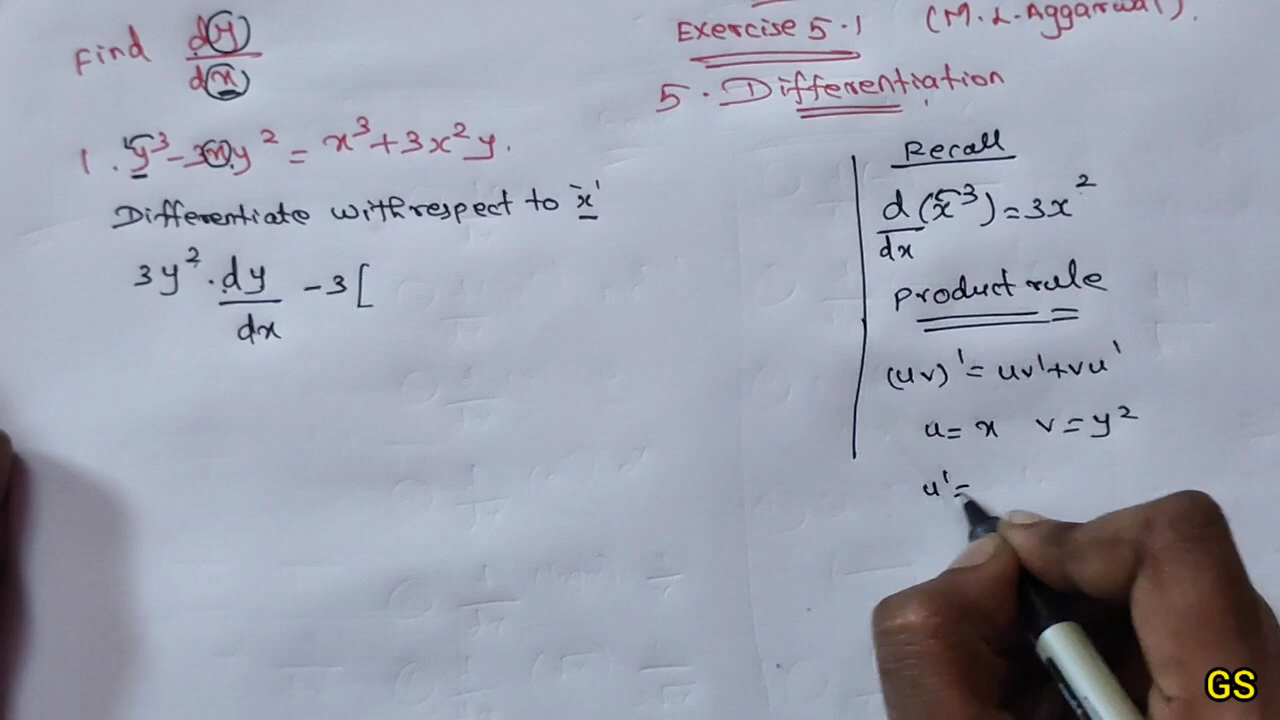 Find dy/dx
Exercise 5.1 (M.L.Aggarwal).
5. Differentiation
1. y³-3xy² = x³+3x²y.
Differentiate with respect to 'x'
3y²·dy/dx -3[
Recall
d/dx(x³)=3x²
Product rule
(uv)'= uv'+vu'
u= x v=y²
u'=
GS